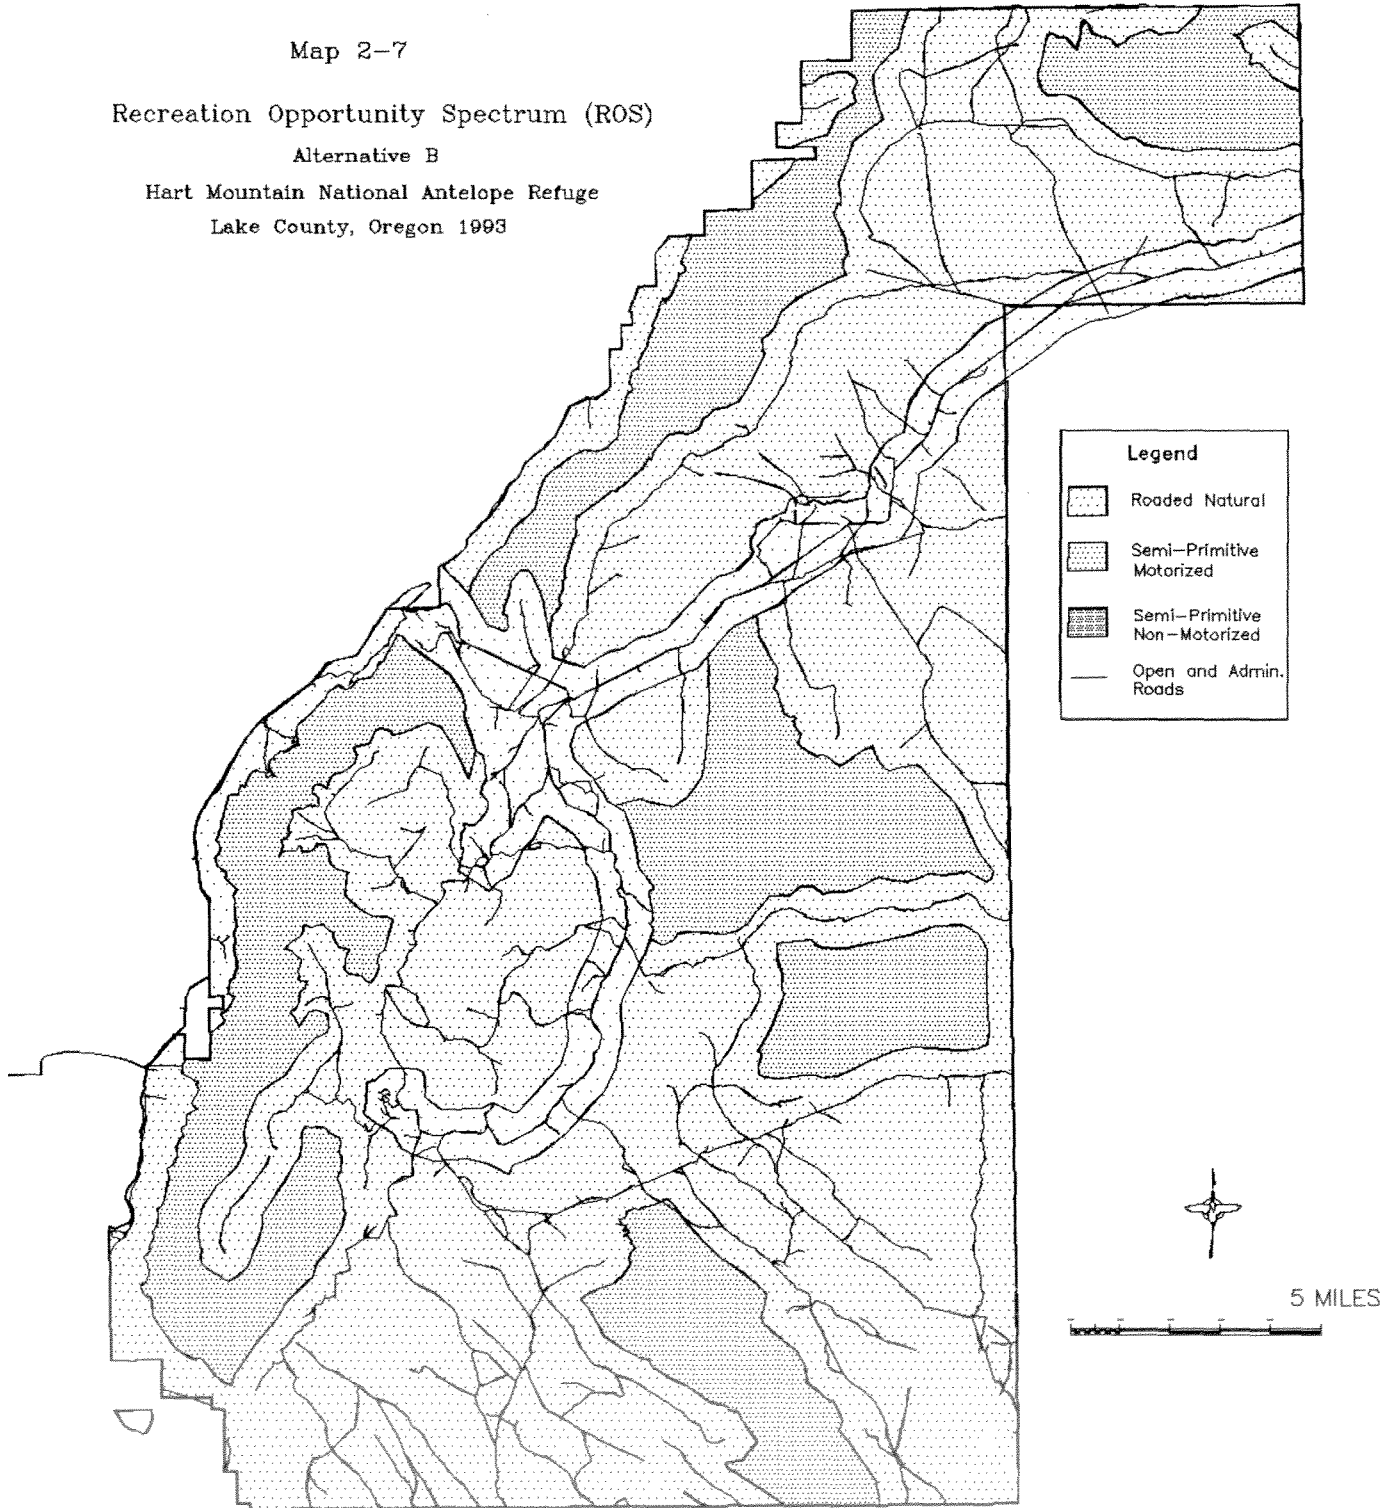 Map 2-7
Recreation Opportunity Spectrum (ROS)
Alternative B
Hart Mountain National Antelope Refuge
Lake County, Oregon 1993
Legend
Roaded Natural
Semi-Primitive
Motorized
Semi-Primitive
Non-Motorized
Open and Admin.
Roads
5 MILES